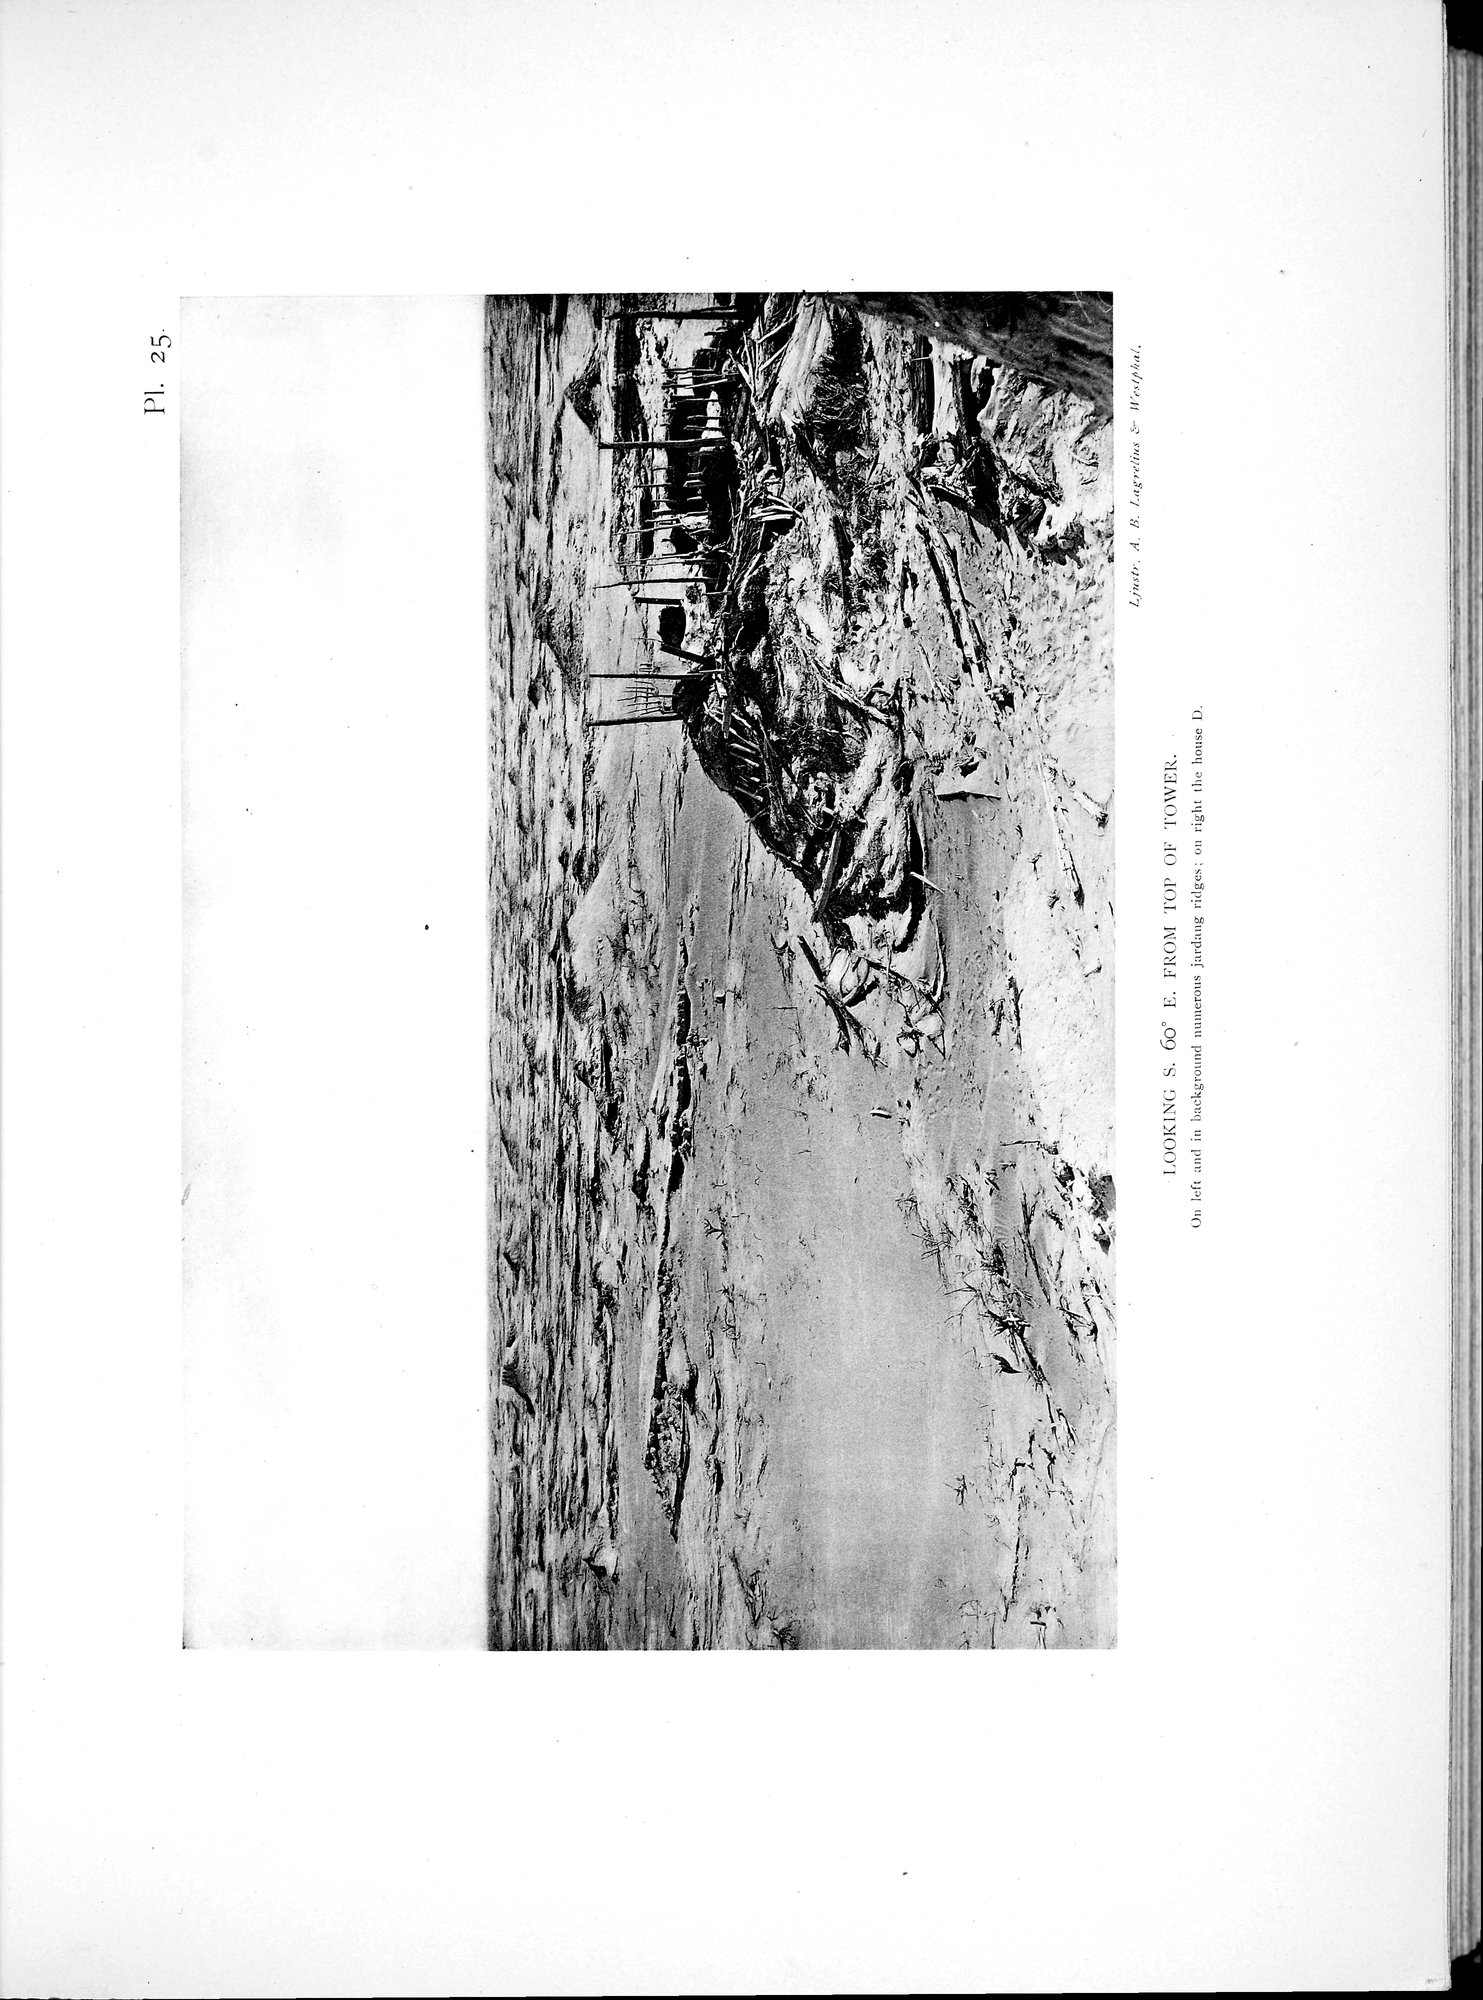 Pl. 25.
Ljustr. A. B. Lagrelius & Westphal.
LOOKING S. 60° E. FROM TOP OF TOWER.
On left and in background numerous jardang ridges; on right the house D.